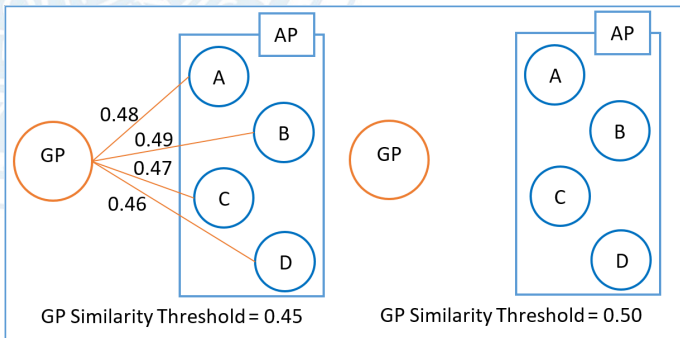 AP
A
0.48
B
0.49
GP
0.47
C
0.46
D
GP Similarity Threshold = 0.45
AP
A
B
GP
C
D
GP Similarity Threshold = 0.50